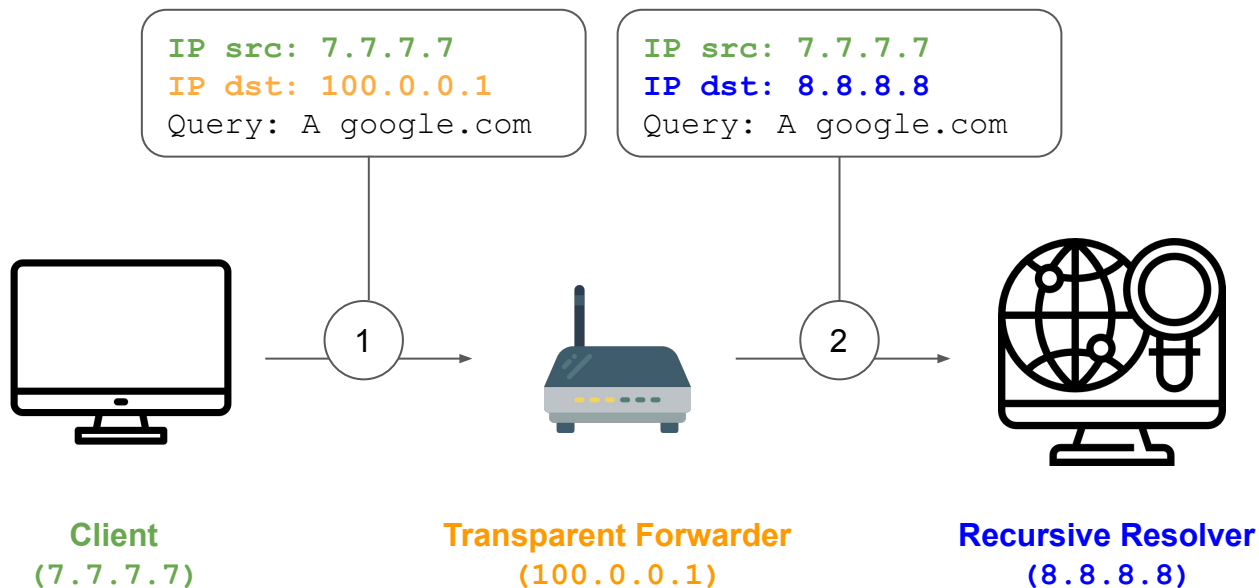 IP src: 7.7.7.7
IP dst: 100.0.0.1
Query: A google.com
IP src: 7.7.7.7
IP dst: 8.8.8.8
Query: A google.com
1
2
Client
(7.7.7.7)
Transparent Forwarder
(100.0.0.1)
Recursive Resolver
(8.8.8.8)